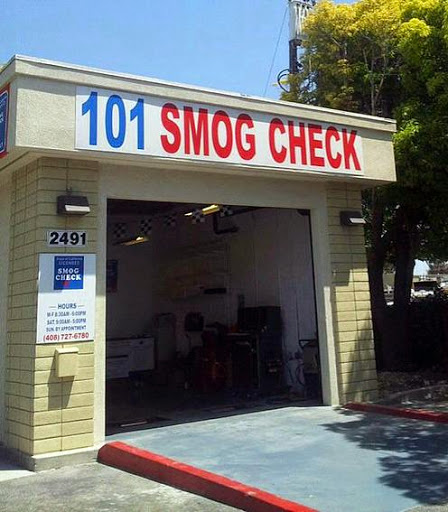 101 SMOG CHECK
2491
SMOG
CHECK
HOURS
M-F 8:30AM - 6:00PM
SAT. 9:00AM - 5:00PM
SUN. BY APPOINTMENT
(408) 727-6780